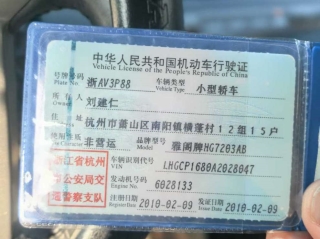 中华人民共和国机动车行驶证
Vehicle License of the People's Republic of China
号牌号码 浙AV3P88 车辆类型 小型轿车
Vehicle Type
所有人 刘建仁
住址 杭州市萧山区南阳镇横蓬村12组15户
使用性质 非营运 品牌型号 雅阁牌HG7203AB
浙江省杭州市公安局交通警察支队
车辆识别代号 LHGCP1680A2028047
VIN
发动机号码 6028133
Engine No.
注册日期 2010-02-09 发证日期 2010-02-09
Register Date Issue Date